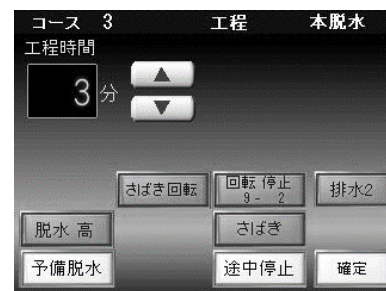 コース 3 工程 本脱水
工程時間
3分
さばき回転 回転 停止 排水2
9- 2
脱水 高 さばき
予備脱水 途中停止 確定